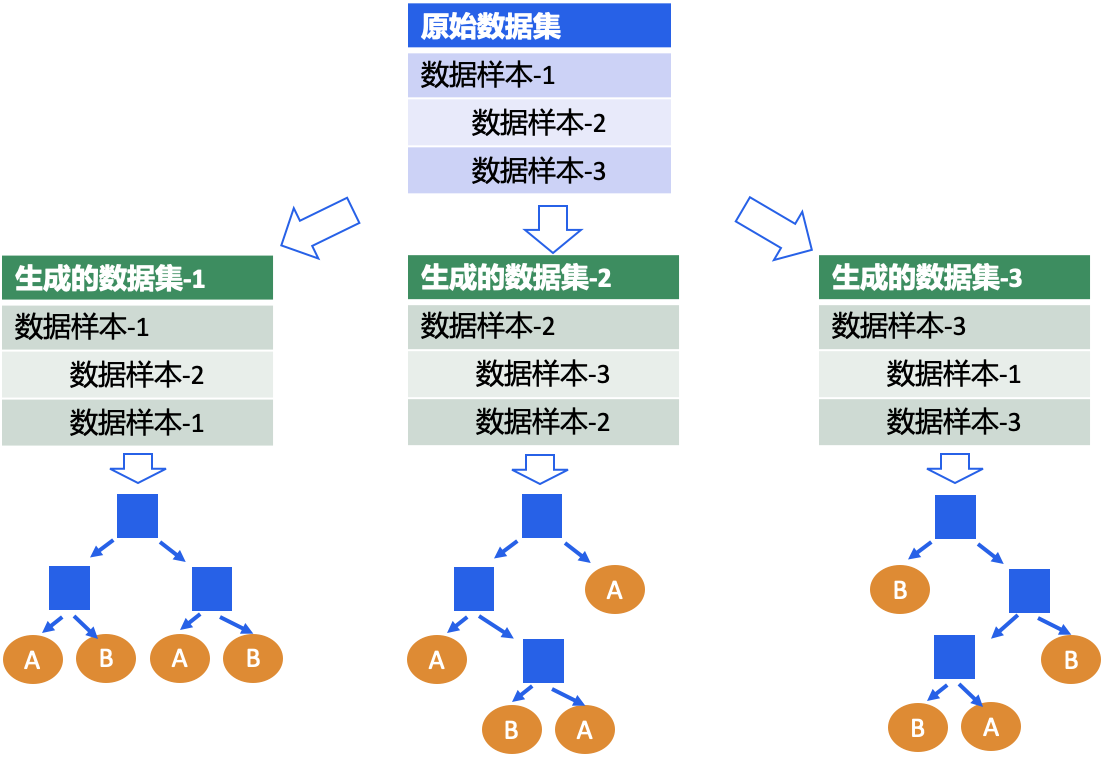 原始数据集
数据样本-1
数据样本-2
数据样本-3
生成的数据集-1
数据样本-1
数据样本-2
数据样本-1
生成的数据集-2
数据样本-2
数据样本-3
数据样本-2
生成的数据集-3
数据样本-3
数据样本-1
数据样本-3
A
B
A
B
A
A
B
A
B
B
B
A